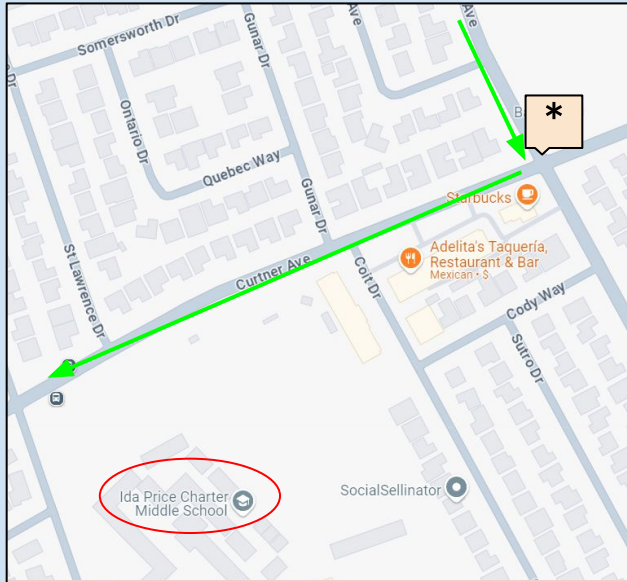 Somersworth Dr
Gunar Dr
Ave
Ave
Dr
Ontario Dr
*
B
Quebec Way
Starbucks
Gunar Dr
Adelita's Taquería,
Restaurant & Bar
Mexican • $
St Lawrence Dr
Curtner Ave
Coit Dr
Cody Way
Sutro Dr
Ida Price Charter
Middle School
SocialSellinator